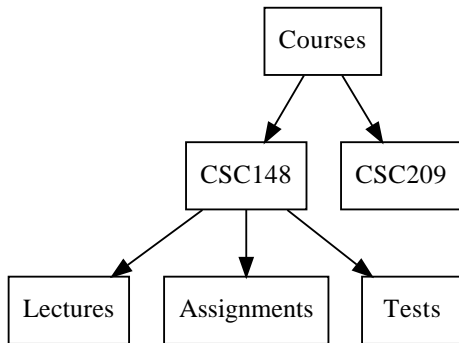 Courses
CSC148
CSC209
Lectures
Assignments
Tests